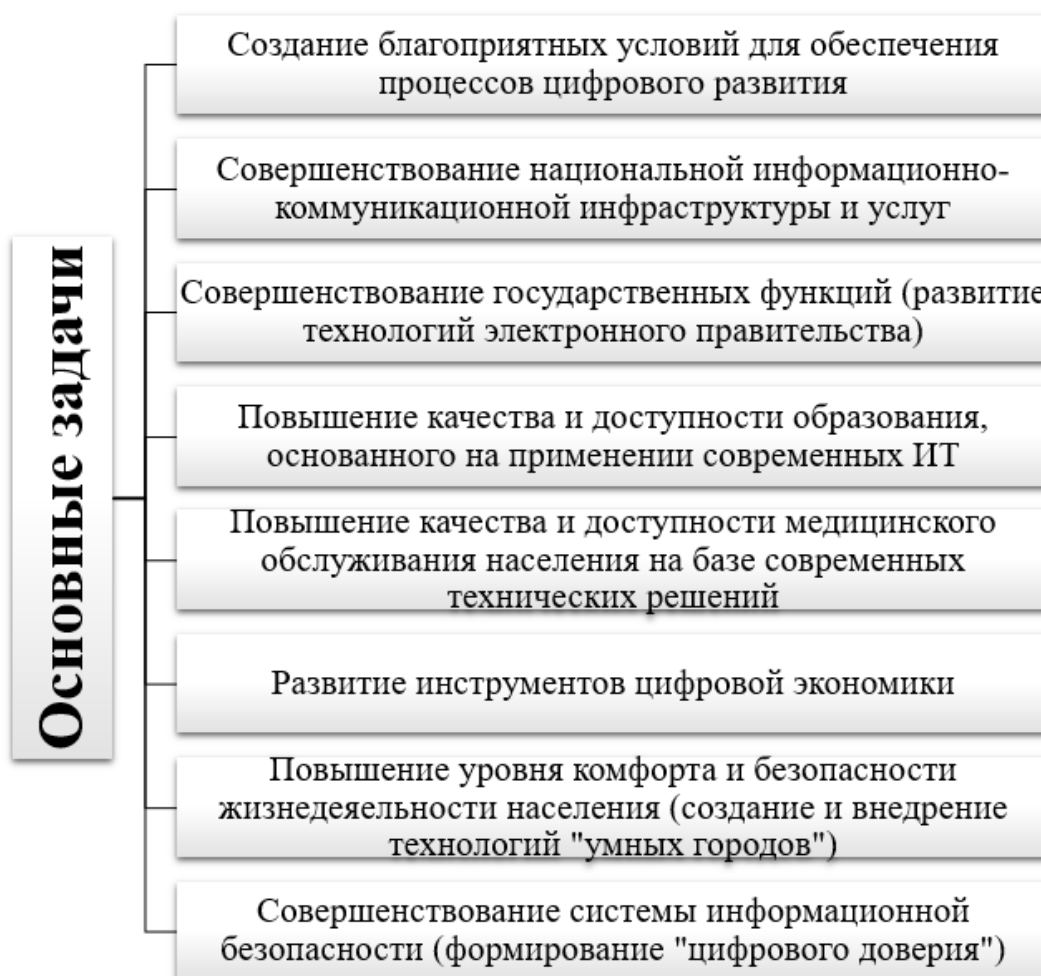 Основные задачи
Создание благоприятных условий для обеспечения
процессов цифрового развития
Совершенствование национальной информационно-
коммуникационной инфраструктуры и услуг
Совершенствование государственных функций (развитие
технологий электронного правительства)
Повышение качества и доступности образования,
основанного на применении современных ИТ
Повышение качества и доступности медицинского
обслуживания населения на базе современных
технических решений
Развитие инструментов цифровой экономики
Повышение уровня комфорта и безопасности
жизнедеяельности населения (создание и внедрение
технологий "умных городов")
Совершенствование системы информационной
безопасности (формирование "цифрового доверия")